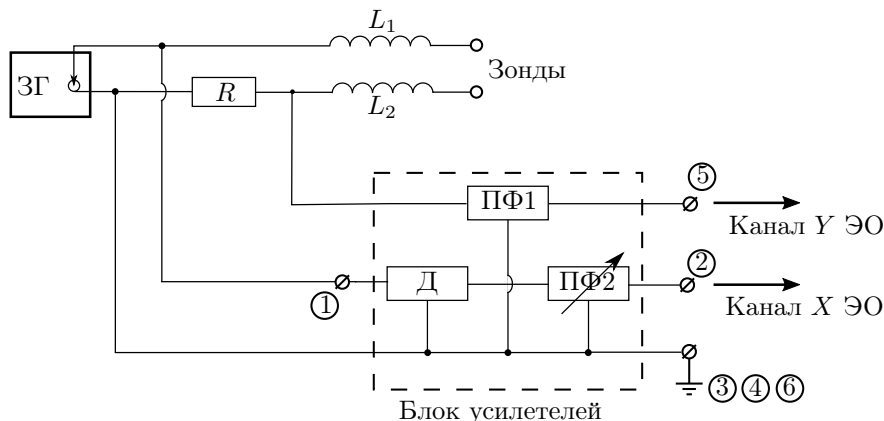 L₁
ЗГ
Зонды
R
L₂
5
ПФ1
Канал Y ЭО
2
Д
ПФ2
1
Канал X ЭО
3 4 6
Блок усилетелей